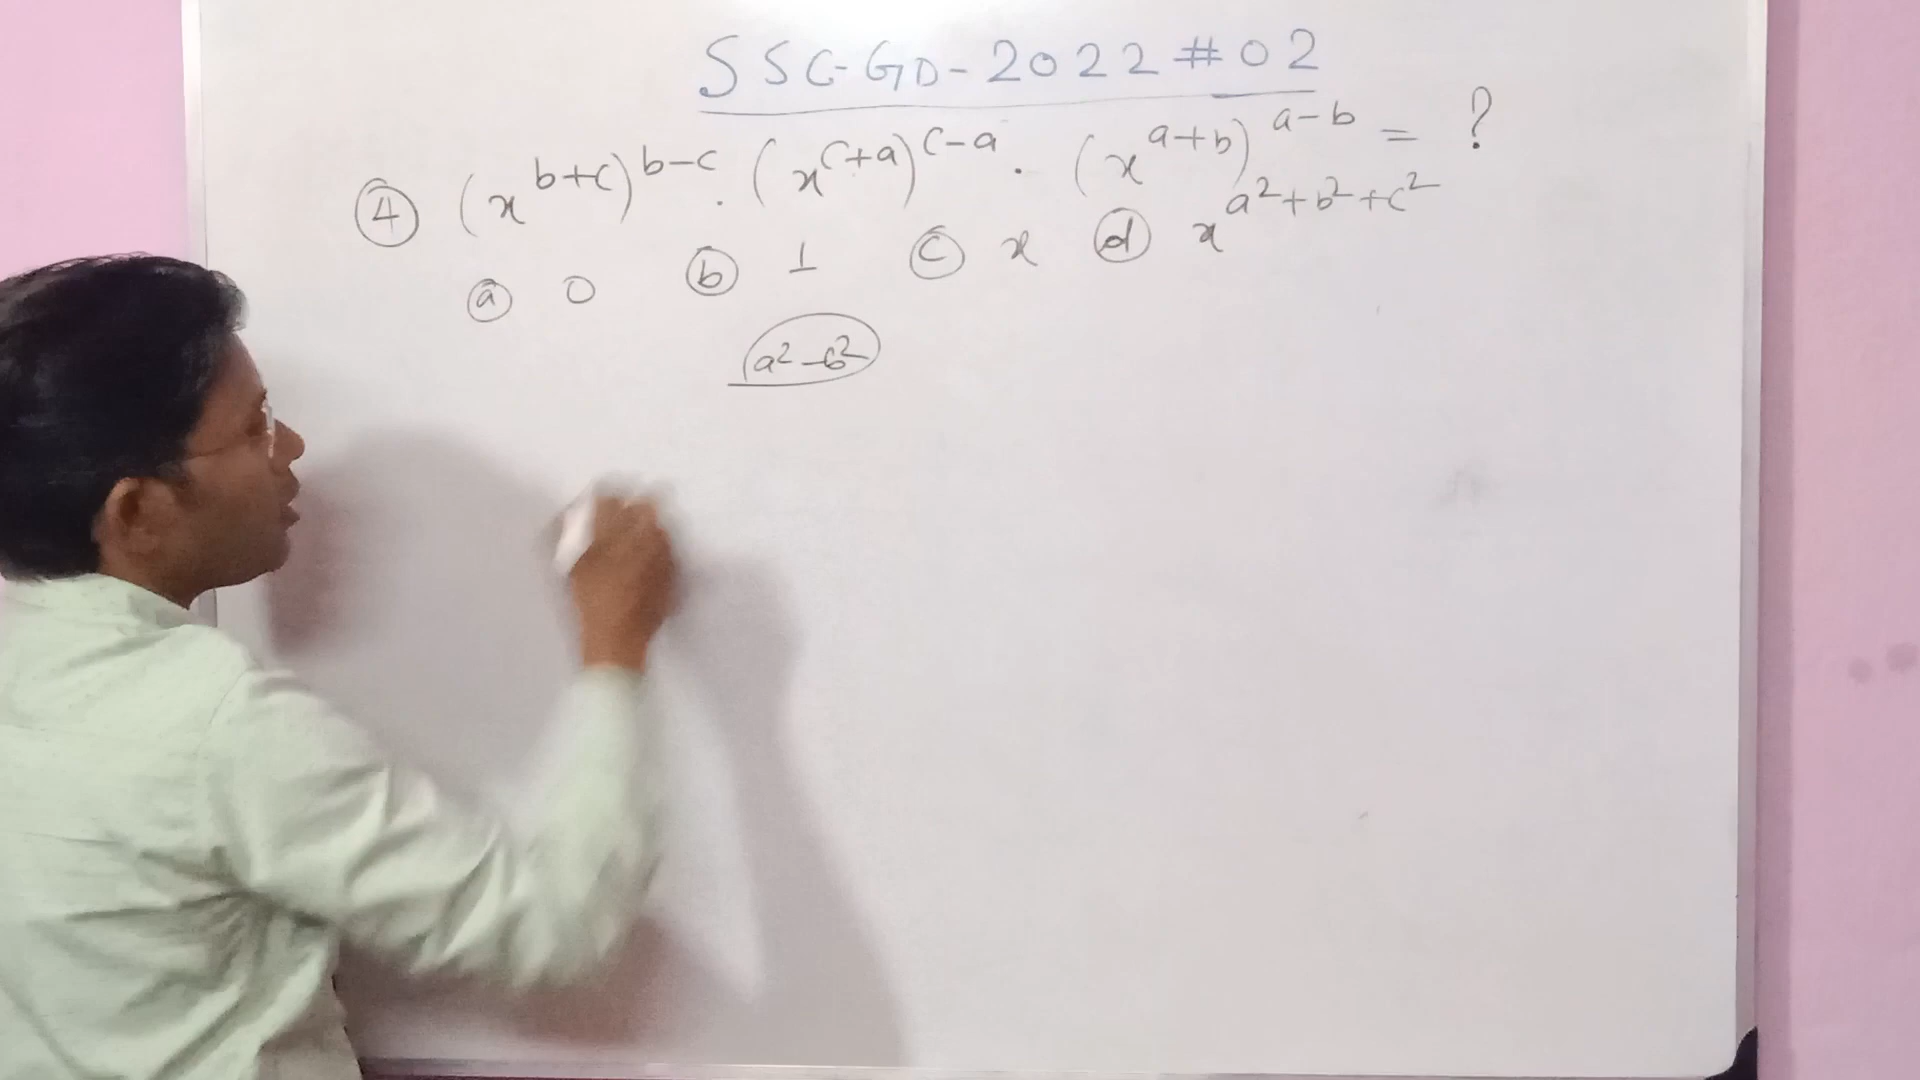 SSC-GD-2022 #02
④ (x^{b+c})^{b-c} . (x^{c+a})^{c-a} . (x^{a+b})^{a-b} = ?
ⓐ 0 ⓑ 1 ⓒ x ⓓ x^{a²+b²+c²}
a²-b²